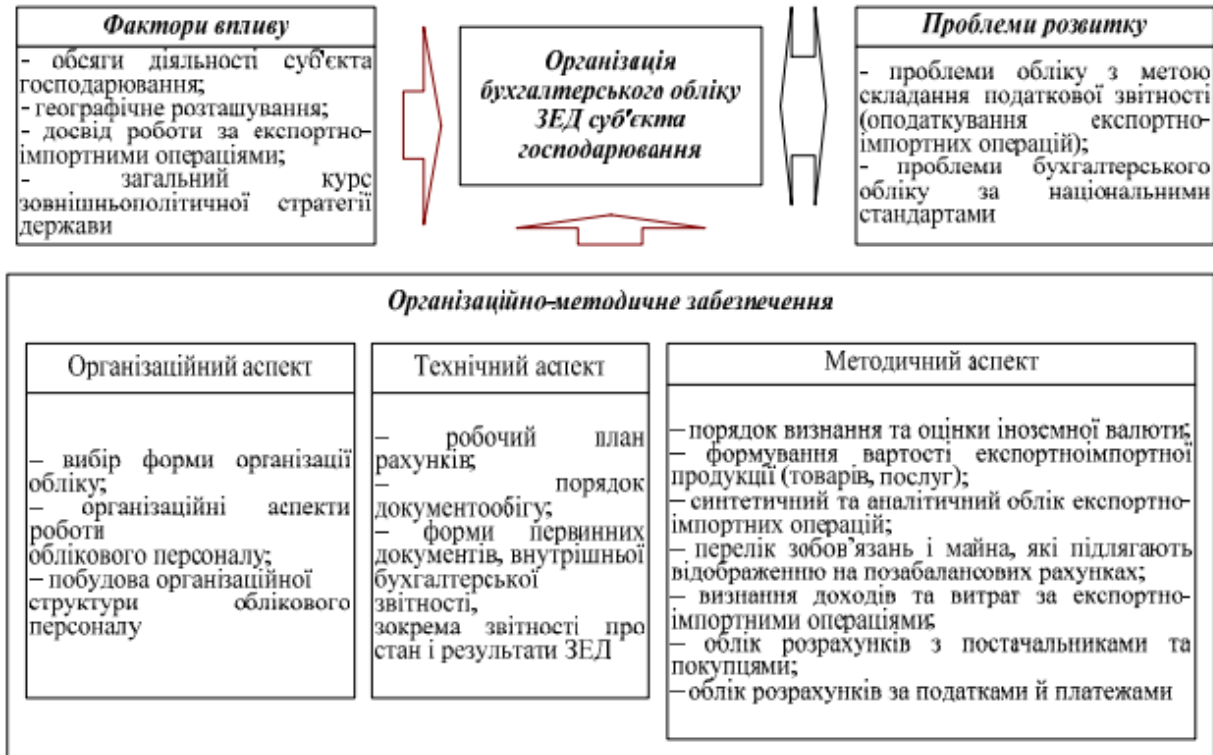 Фактори впливу
- обсяги діяльності суб'єкта
господарювання;
- географічне розташування;
- досвід роботи за експортно-
імпортними операціями;
- загальний курс
зовнішньополітичної стратегії
держави
Організація
бухгалтерського обліку
ЗЕД суб'єкта
господарювання
Проблеми розвитку
- проблеми обліку з метою
складання податкової звітності
(оподаткування експортно-
імпортних операцій);
- проблеми бухгалтерського
обліку за національними
стандартами
Організаційно-методичне забезпечення
Організаційний аспект
– вибір форми організації
обліку;
– організаційні аспекти
роботи
облікового персоналу;
– побудова організаційної
структури облікового
персоналу
Технічний аспект
– робочий план
рахунків;
– порядок
документообігу;
– форми первинних
документів, внутрішньої
бухгалтерської
звітності,
зокрема звітності про
стан і результати ЗЕД
Методичний аспект
– порядок визнання та оцінки іноземної валюти;
– формування вартості експортноімпортної
продукції (товарів, послуг);
– синтетичний та аналітичний облік експортно-
імпортних операцій;
– перелік зобов'язань і майна, які підлягають
відображенню на позабалансових рахунках;
– визнання доходів та витрат за експортно-
імпортними операціями;
– облік розрахунків з постачальниками та
покупцями;
– облік розрахунків за податками й платежами